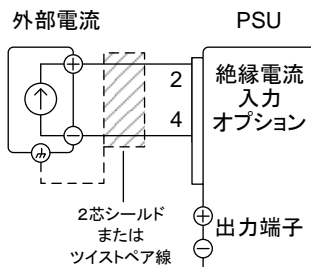 外部電流
PSU
2
4
絶縁電流
入力
オプション
2芯シールド
または
ツイストペア線
出力端子